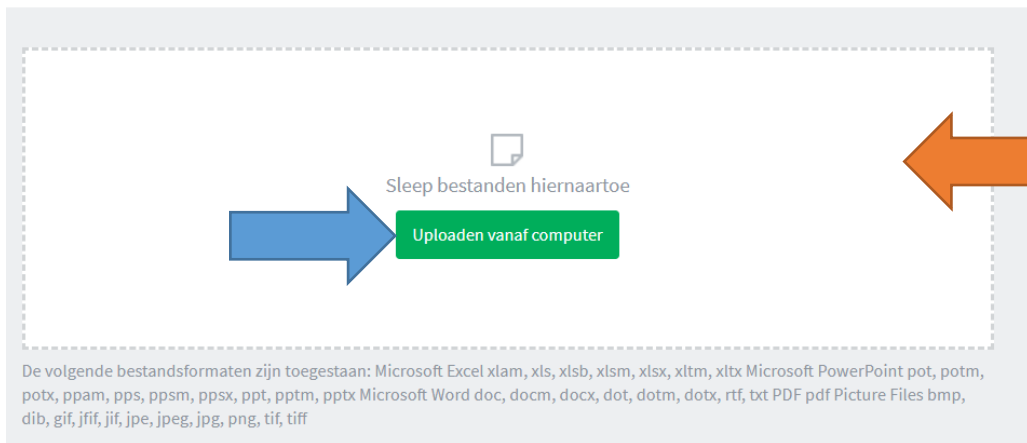 Sleep bestanden hiernaartoe
Uploaden vanaf computer
De volgende bestandsformaten zijn toegestaan: Microsoft Excel xlam, xls, xlsb, xlsm, xlsx, xltm, xltx Microsoft PowerPoint pot, potm,
potx, ppam, pps, ppsm, ppsx, ppt, pptm, pptx Microsoft Word doc, docm, docx, dot, dotm, dotx, rtf, txt PDF pdf Picture Files bmp,
dib, gif, jfif, jif, jpe, jpeg, jpg, png, tif, tiff